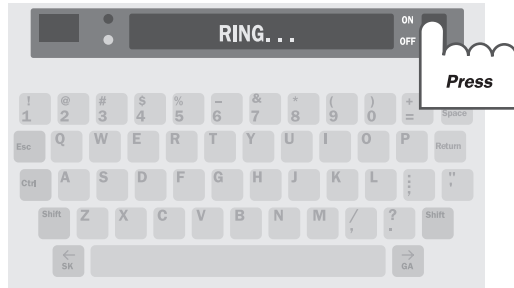 RING...
ON
OFF
Press
! @ # $ % – & * ( ) +
1 2 3 4 5 6 7 8 9 0 = Space
Esc Q W E R T Y U I O P Return
Ctrl A S D F G H J K L : ; " '
Shift Z X C V B N M / , ? . Shift
← →
SK GA